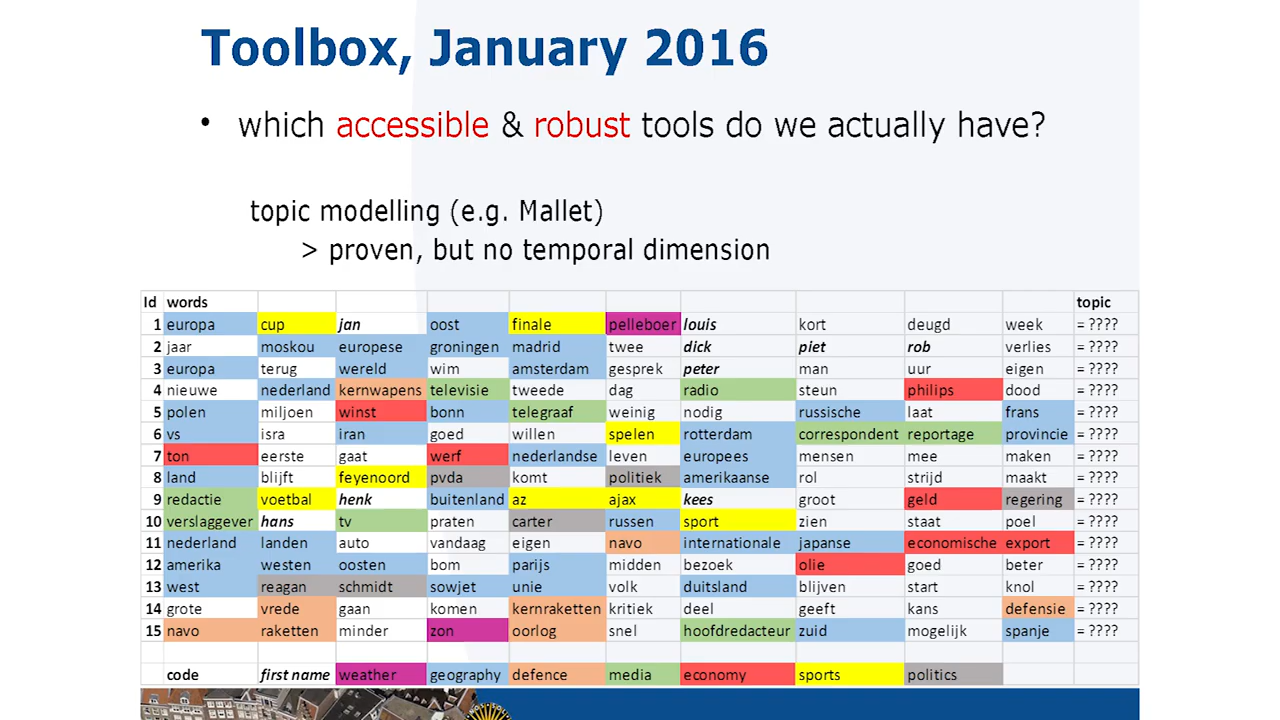 Toolbox, January 2016
• which accessible & robust tools do we actually have?
topic modelling (e.g. Mallet)
> proven, but no temporal dimension
Id words topic
1 europa cup jan oost finale pelleboer louis kort deugd week = ????
2 jaar moskou europese groningen madrid twee dick piet rob verlies = ????
3 europa terug wereld wim amsterdam gesprek peter man uur eigen = ????
4 nieuwe nederland kernwapens televisie tweede dag radio steun philips dood = ????
5 polen miljoen winst bonn telegraaf weinig nodig russische laat frans = ????
6 vs isra iran goed willen spelen rotterdam correspondent reportage provincie = ????
7 ton eerste gaat werf nederlandse leven europees mensen mee maken = ????
8 land blijft feyenoord pvda komt politiek amerikaanse rol strijd maakt = ????
9 redactie voetbal henk buitenland az ajax kees groot geld regering = ????
10 verslaggever hans tv praten carter russen sport zien staat poel = ????
11 nederland landen auto vandaag eigen navo internationale japanse economische export = ????
12 amerika westen oosten bom parijs midden bezoek olie goed beter = ????
13 west reagan schmidt sowjet unie volk duitsland blijven start knol = ????
14 grote vrede gaan komen kernraketten kritiek deel geeft kans defensie = ????
15 navo raketten minder zon oorlog snel hoofdredacteur zuid mogelijk spanje = ????
code first name weather geography defence media economy sports politics